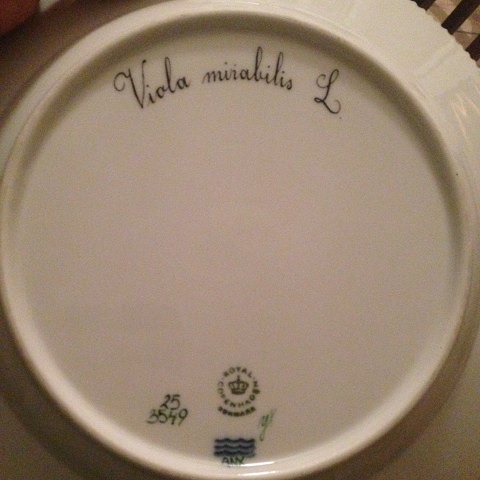 Viola mirabilis L.
ROYAL
COPENHAGEN
DENMARK
25
3549